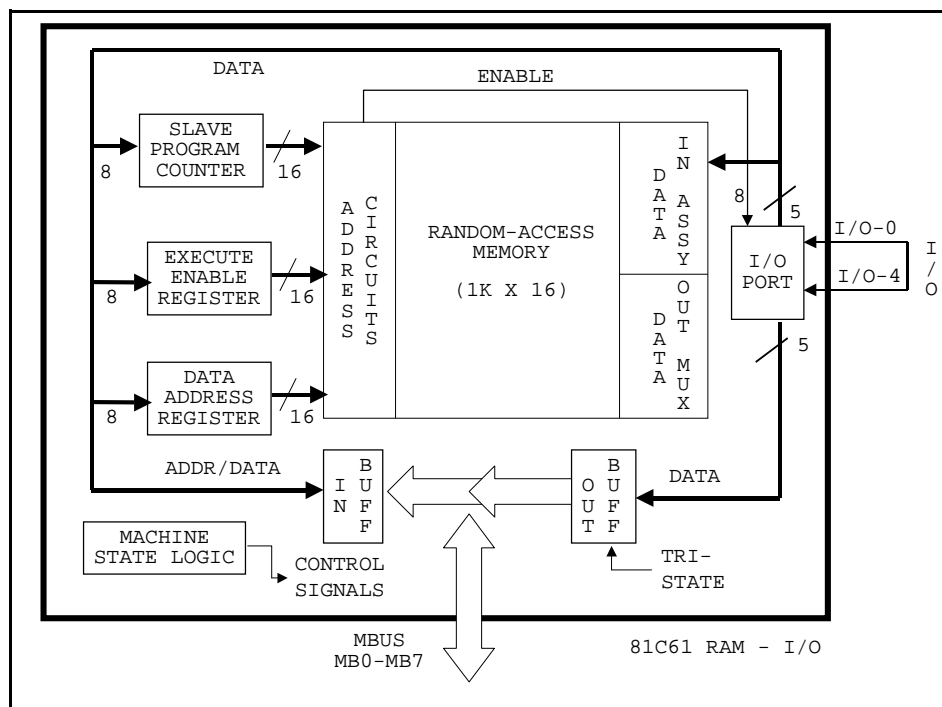 DATA
ENABLE
SLAVE
PROGRAM
COUNTER
8
16
EXECUTE
ENABLE
REGISTER
8
16
DATA
ADDRESS
REGISTER
8
16
ADDRESS
CIRCUITS
RANDOM-ACCESS
MEMORY
(1K X 16)
DATA
IN ASSY
DATA
OUT MUX
8
5
I/O
PORT
I/O-0
I/O-4
I/O
5
ADDR/DATA
IN
BUFF
OUT
BUFF
DATA
MACHINE
STATE LOGIC
CONTROL
SIGNALS
TRI-
STATE
MBUS
MB0-MB7
81C61 RAM - I/O